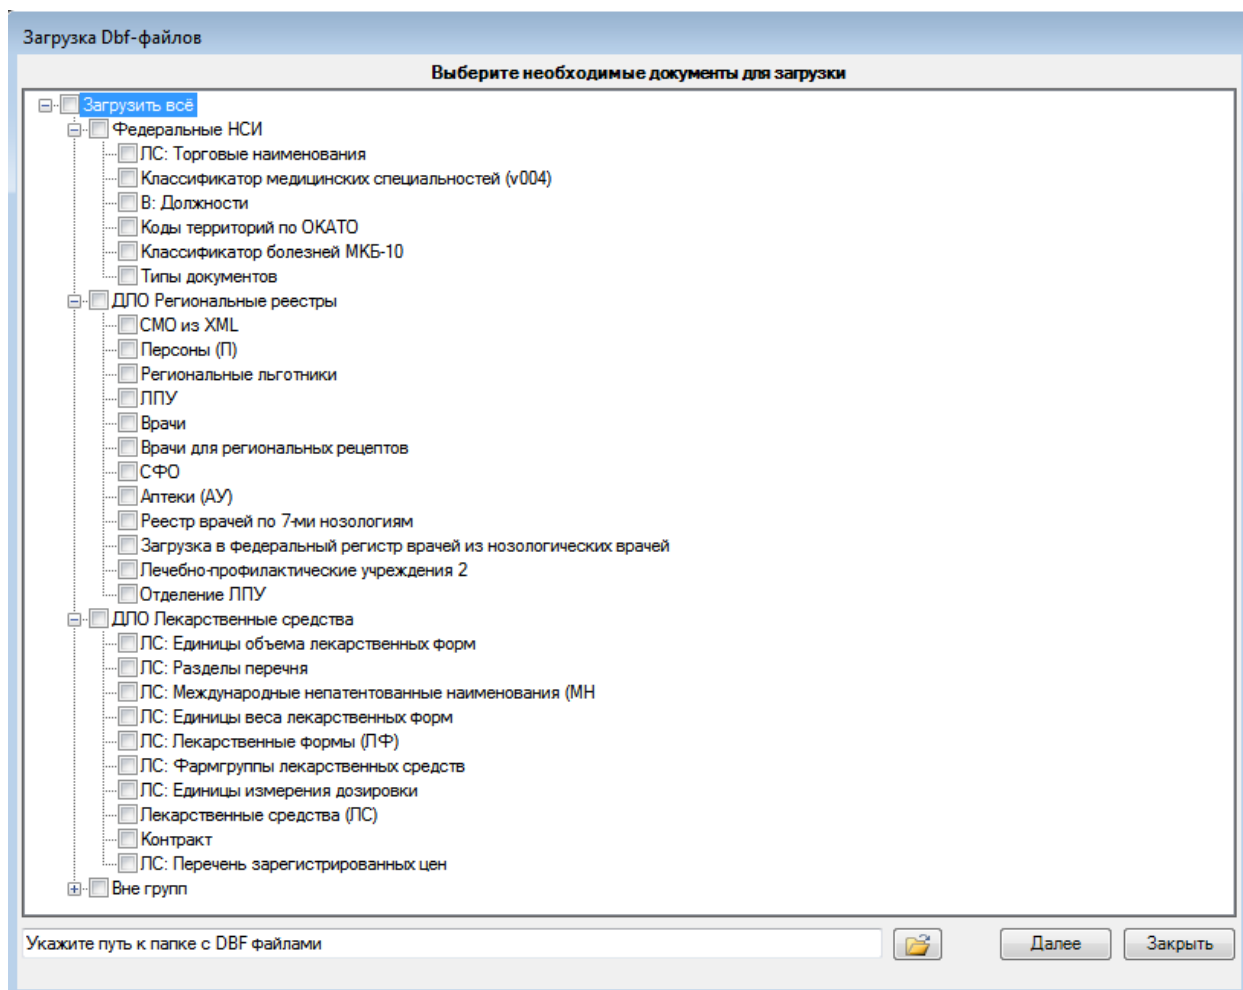 Загрузка Dbf-файлов
Выберите необходимые документы для загрузки
Загрузить всё
Федеральные НСИ
ЛС: Торговые наименования
Классификатор медицинских специальностей (v004)
В: Должности
Коды территорий по ОКАТО
Классификатор болезней МКБ-10
Типы документов
ДЛО Региональные реестры
СМО из XML
Персоны (П)
Региональные льготники
ЛПУ
Врачи
Врачи для региональных рецептов
СФО
Аптеки (АУ)
Реестр врачей по 7-ми нозологиям
Загрузка в федеральный регистр врачей из нозологических врачей
Лечебно-профилактические учреждения 2
Отделение ЛПУ
ДЛО Лекарственные средства
ЛС: Единицы объема лекарственных форм
ЛС: Разделы перечня
ЛС: Международные непатентованные наименования (МН
ЛС: Единицы веса лекарственных форм
ЛС: Лекарственные формы (ЛФ)
ЛС: Фармгруппы лекарственных средств
ЛС: Единицы измерения дозировки
Лекарственные средства (ЛС)
Контракт
ЛС: Перечень зарегистрированных цен
Вне групп
Укажите путь к папке с DBF файлами
Далее
Закрыть